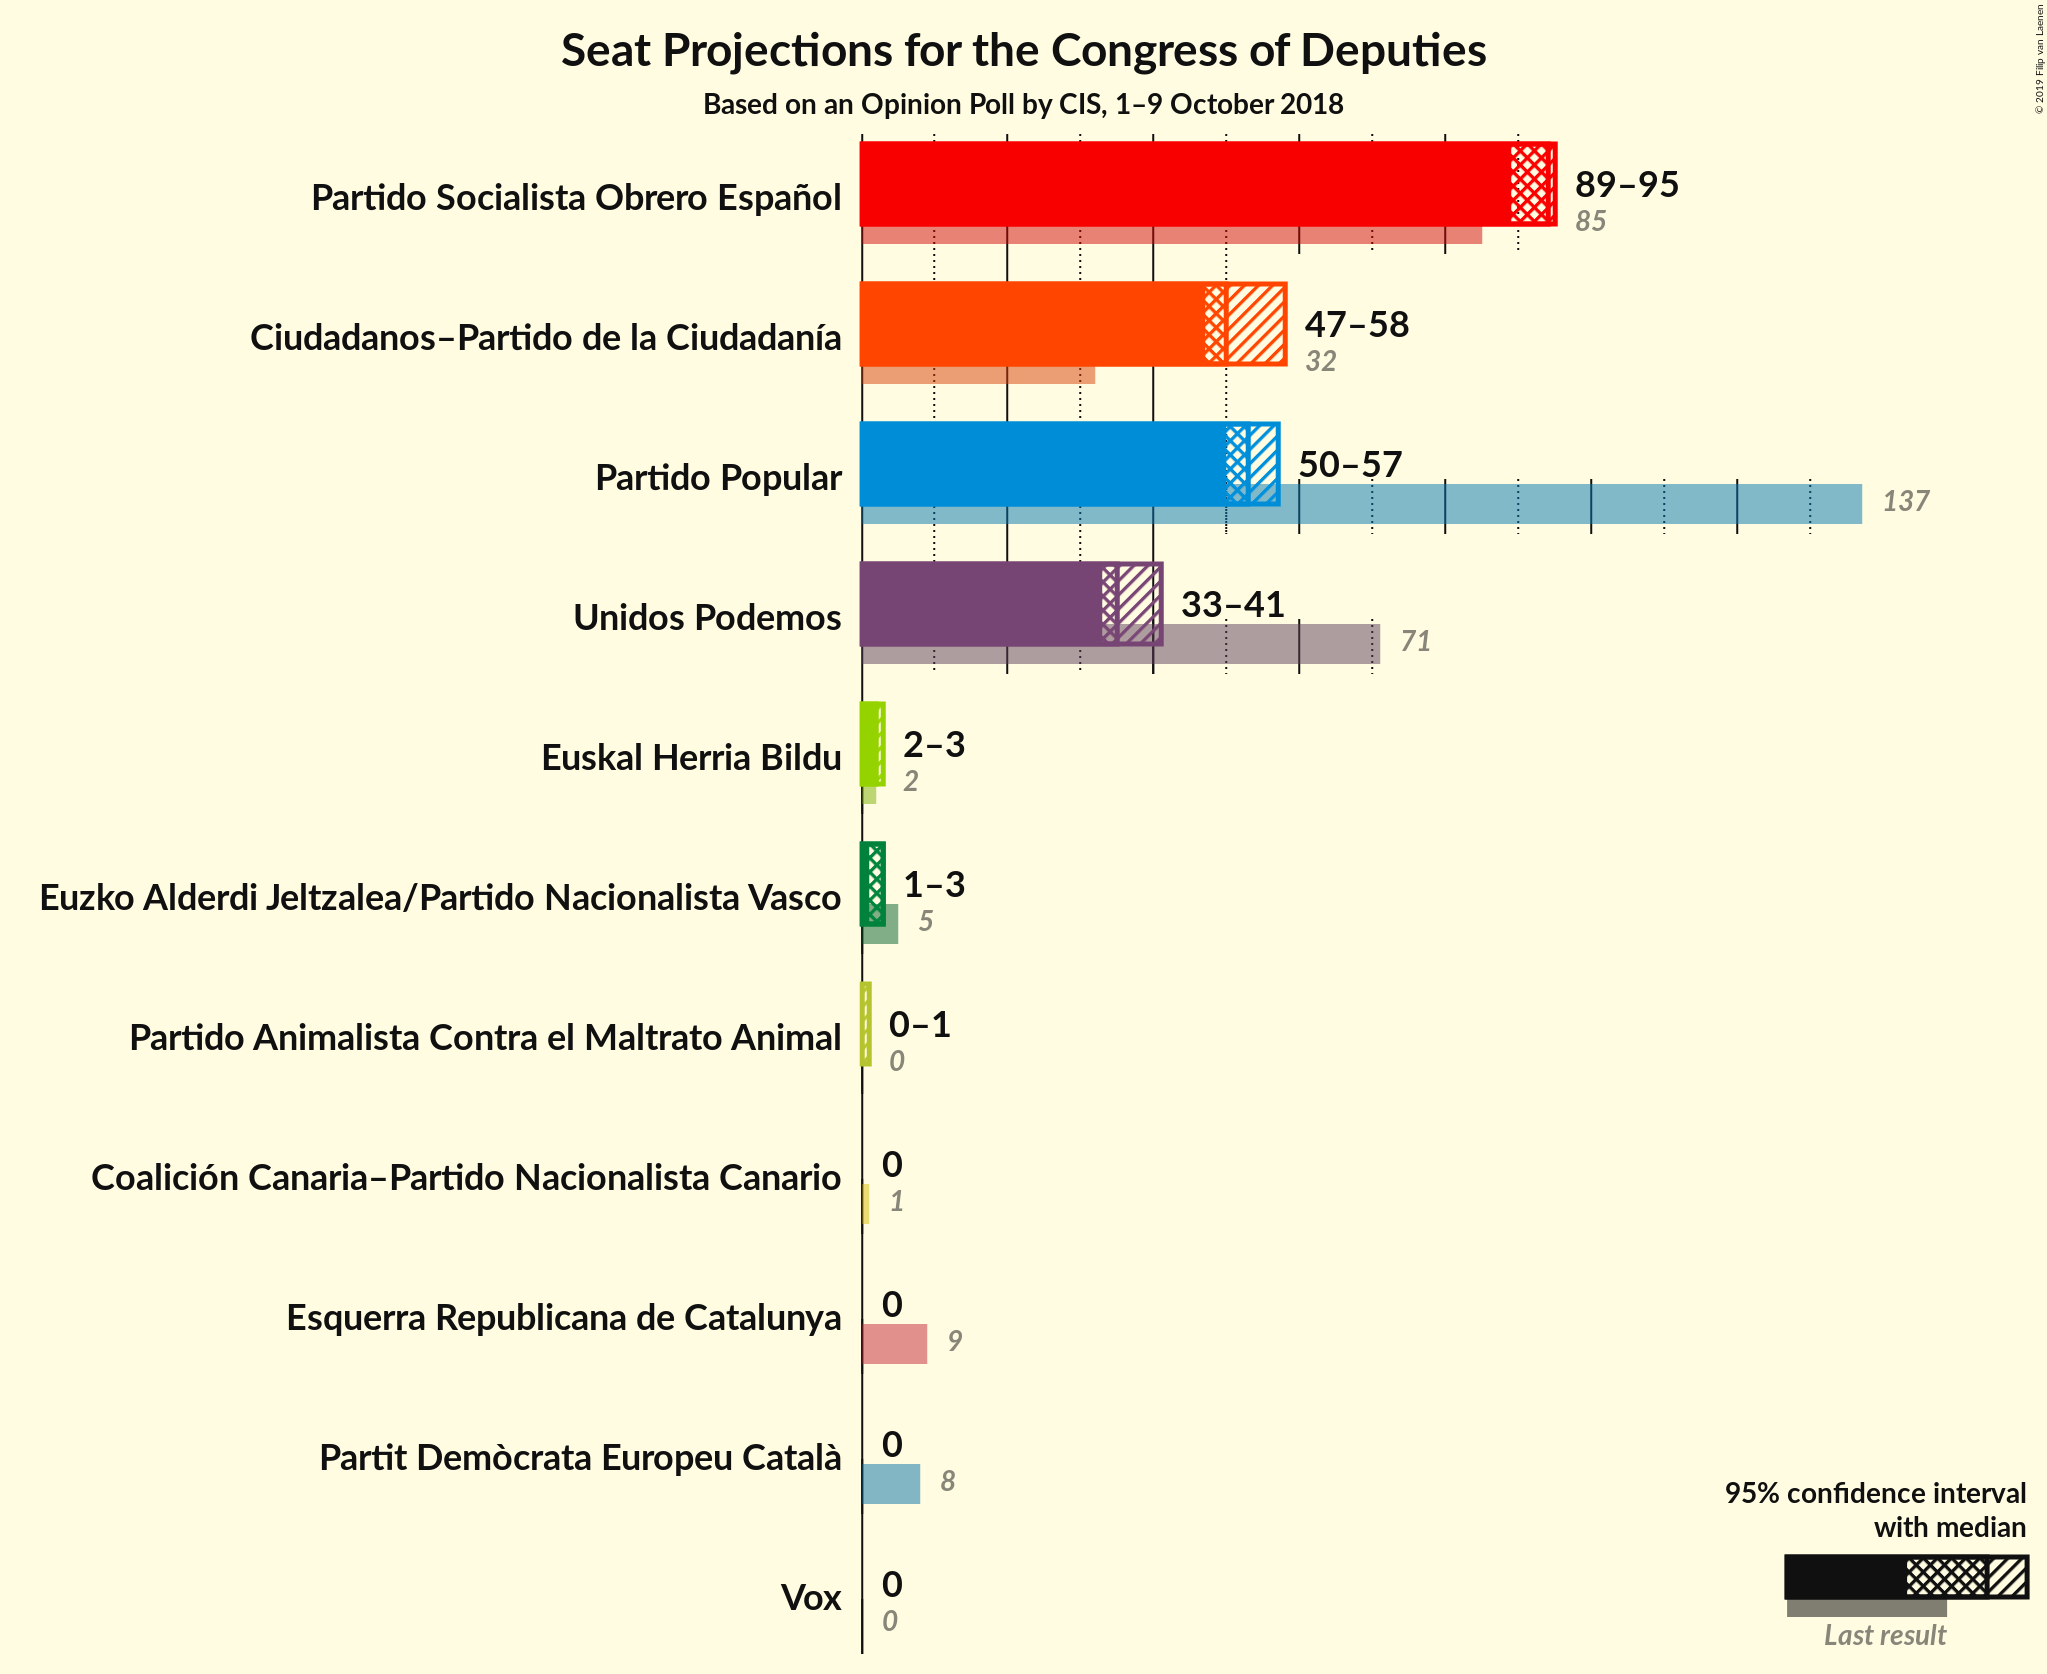 Seat Projections for the Congress of Deputies
Based on an Opinion Poll by CIS, 1–9 October 2018
© 2019 Filip van Laenen
Partido Socialista Obrero Español
89–95
85
Ciudadanos–Partido de la Ciudadanía
47–58
32
Partido Popular
50–57
137
Unidos Podemos
33–41
71
Euskal Herria Bildu
2–3
2
Euzko Alderdi Jeltzalea/Partido Nacionalista Vasco
1–3
5
Partido Animalista Contra el Maltrato Animal
0–1
0
Coalición Canaria–Partido Nacionalista Canario
0
1
Esquerra Republicana de Catalunya
0
9
Partit Demòcrata Europeu Català
0
8
Vox
0
0
95% confidence interval
with median
Last result